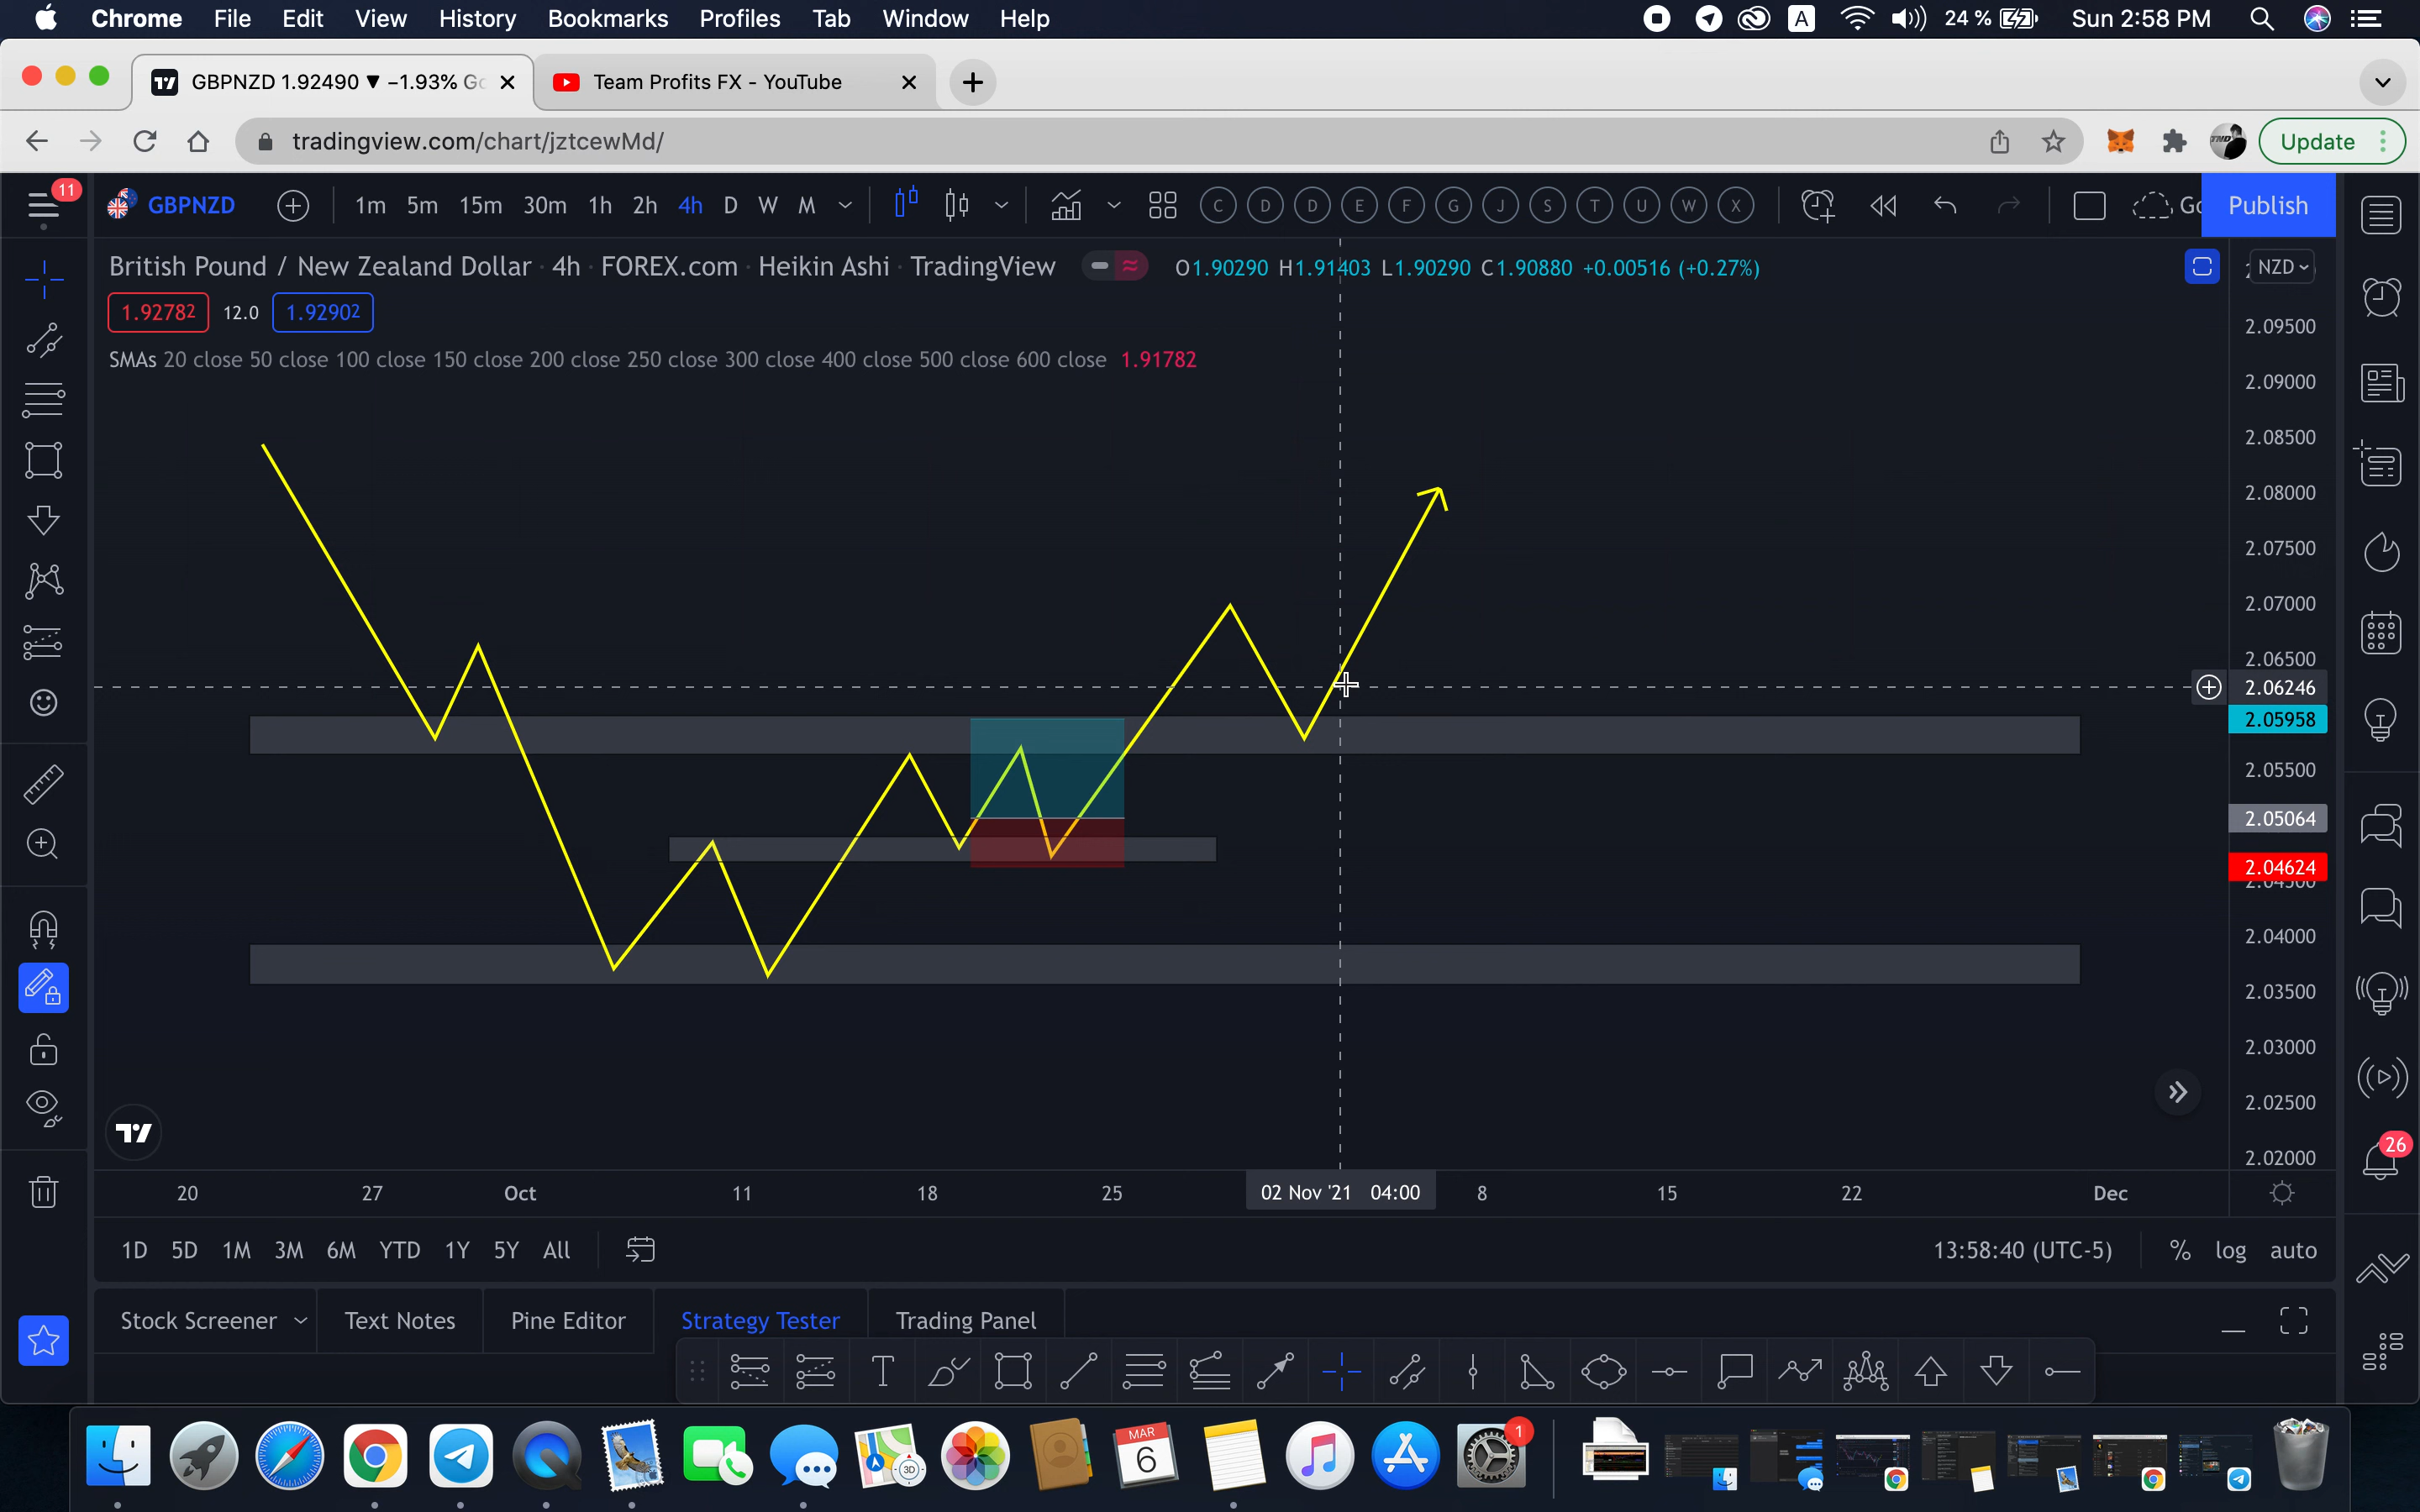 Chrome File Edit View History Bookmarks Profiles Tab Window Help A 24 % Sun 2:58 PM
GBPNZD 1.92490 ▼ −1.93% Go Team Profits FX - YouTube
tradingview.com/chart/jztcewMd/ Update
11 GBPNZD 1m 5m 15m 30m 1h 2h 4h D W M C D D E F G J S T U W X Go Publish
British Pound / New Zealand Dollar · 4h · FOREX.com · Heikin Ashi · TradingView O1.90290 H1.91403 L1.90290 C1.90880 +0.00516 (+0.27%) NZD
1.92782 12.0 1.92902
2.09500
SMAs 20 close 50 close 100 close 150 close 200 close 250 close 300 close 400 close 500 close 600 close 1.91782
2.09000
2.08500
2.08000
2.07500
2.07000
2.06500
2.06246
2.05958
2.05500
2.05064
2.04624
2.04500
2.04000
2.03500
2.03000
2.02500
26
2.02000
20 27 Oct 11 18 25 02 Nov '21 04:00 8 15 22 Dec
1D 5D 1M 3M 6M YTD 1Y 5Y All 13:58:40 (UTC-5) % log auto
Stock Screener Text Notes Pine Editor Strategy Tester Trading Panel
T
MAR
6
3D
1